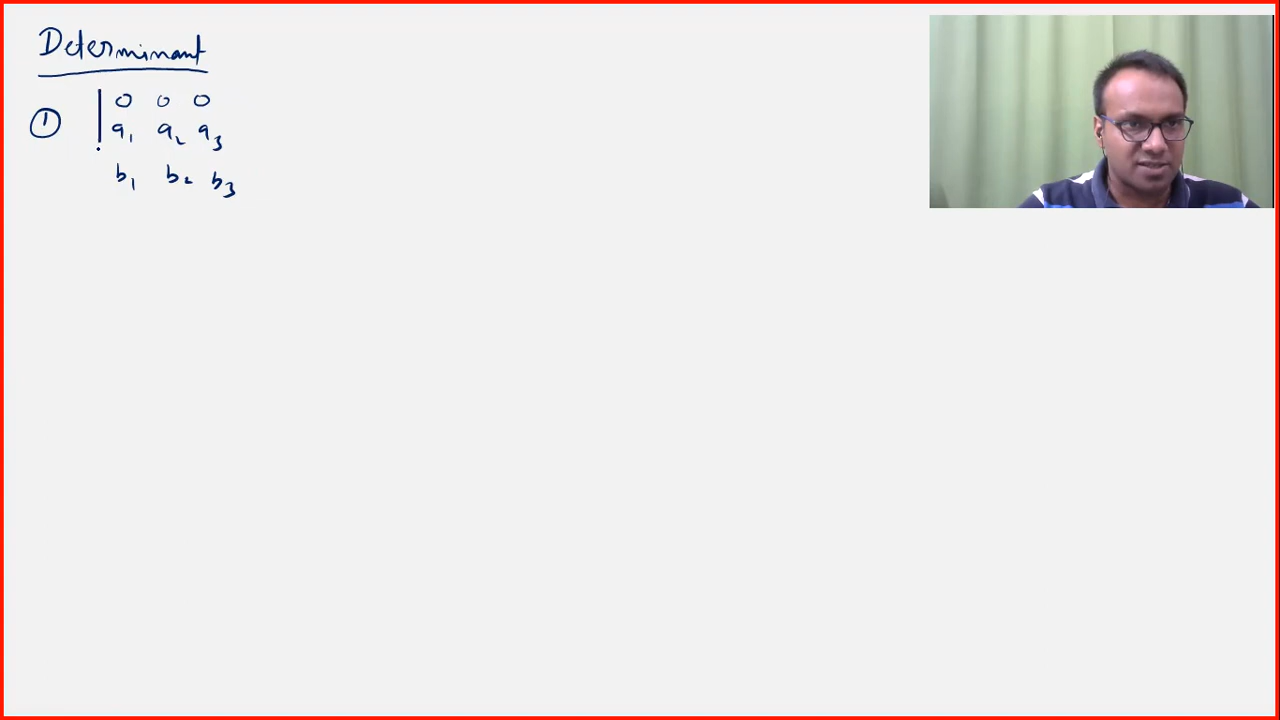 Determinant
① | 0 0 0
a₁ a₂ a₃
b₁ b₂ b₃